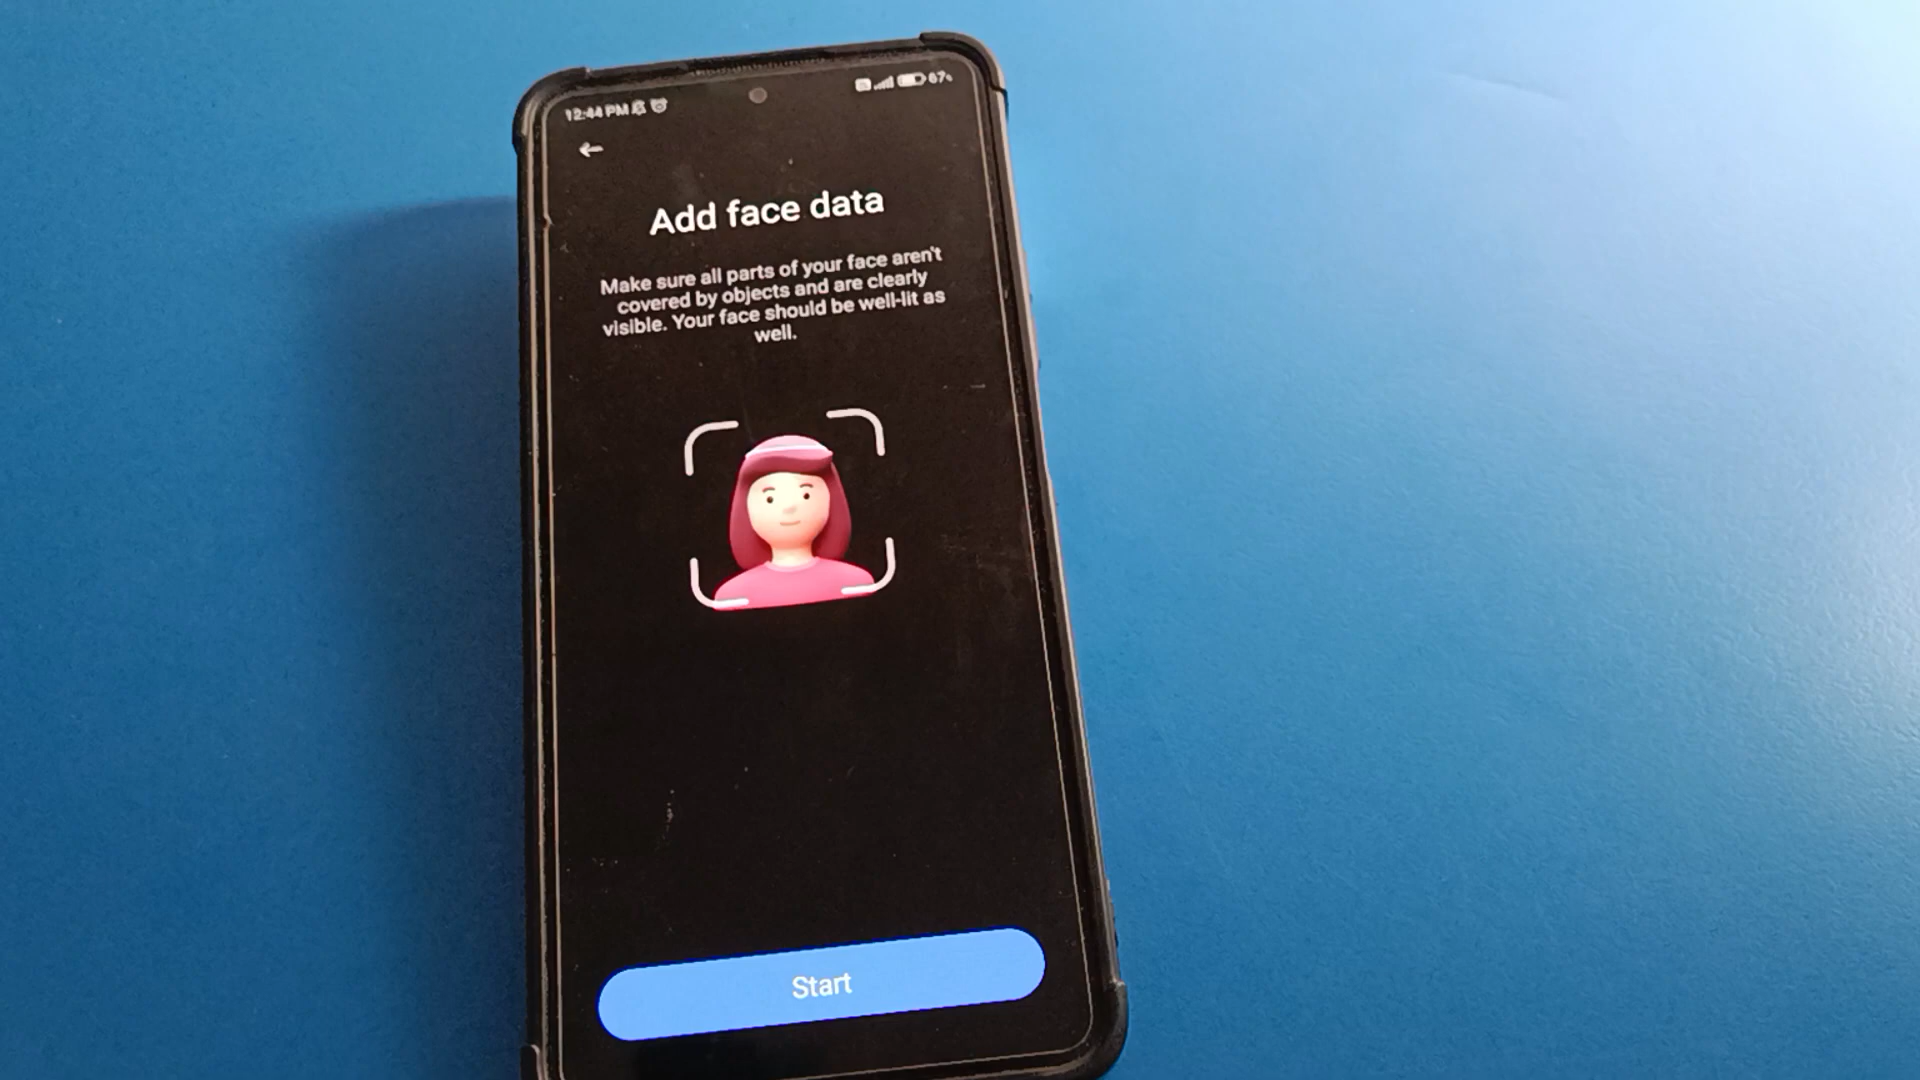 12:44 PM
67%
Add face data
Make sure all parts of your face aren't
covered by objects and are clearly
visible. Your face should be well-lit as
well.
Start